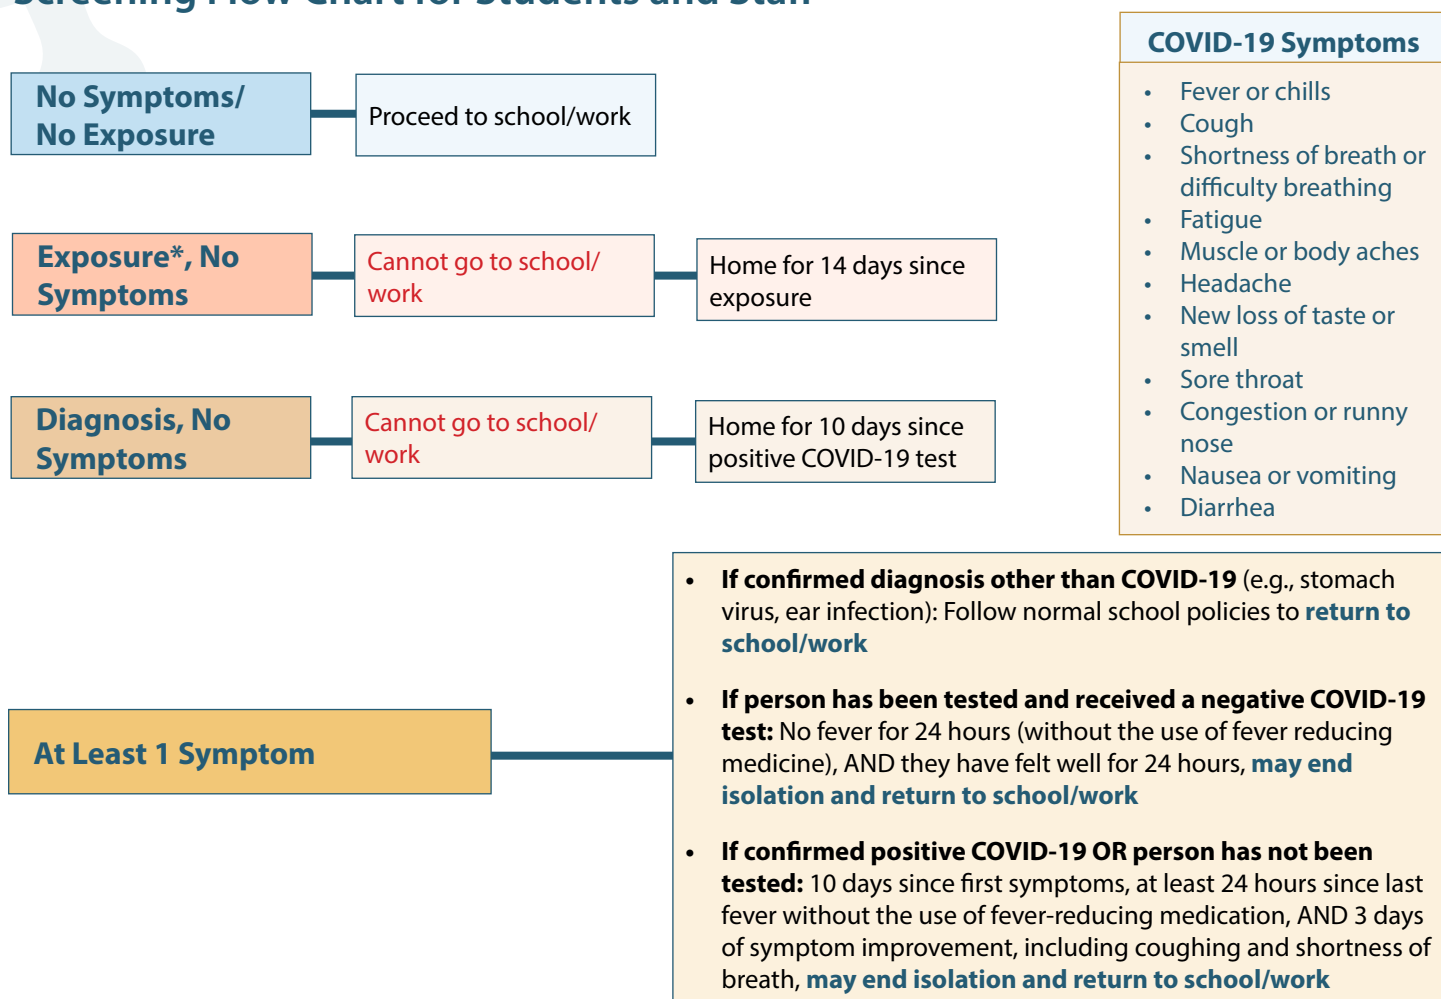 Screening Flow Chart for Students and Staff
No Symptoms/
No Exposure
Proceed to school/work
Exposure*, No
Symptoms
Cannot go to school/
work
Home for 14 days since
exposure
Diagnosis, No
Symptoms
Cannot go to school/
work
Home for 10 days since
positive COVID-19 test
COVID-19 Symptoms
• Fever or chills
• Cough
• Shortness of breath or
difficulty breathing
• Fatigue
• Muscle or body aches
• Headache
• New loss of taste or
smell
• Sore throat
• Congestion or runny
nose
• Nausea or vomiting
• Diarrhea
At Least 1 Symptom
• If confirmed diagnosis other than COVID-19 (e.g., stomach
virus, ear infection): Follow normal school policies to return to
school/work
• If person has been tested and received a negative COVID-19
test: No fever for 24 hours (without the use of fever reducing
medicine), AND they have felt well for 24 hours, may end
isolation and return to school/work
• If confirmed positive COVID-19 OR person has not been
tested: 10 days since first symptoms, at least 24 hours since last
fever without the use of fever-reducing medication, AND 3 days
of symptom improvement, including coughing and shortness of
breath, may end isolation and return to school/work